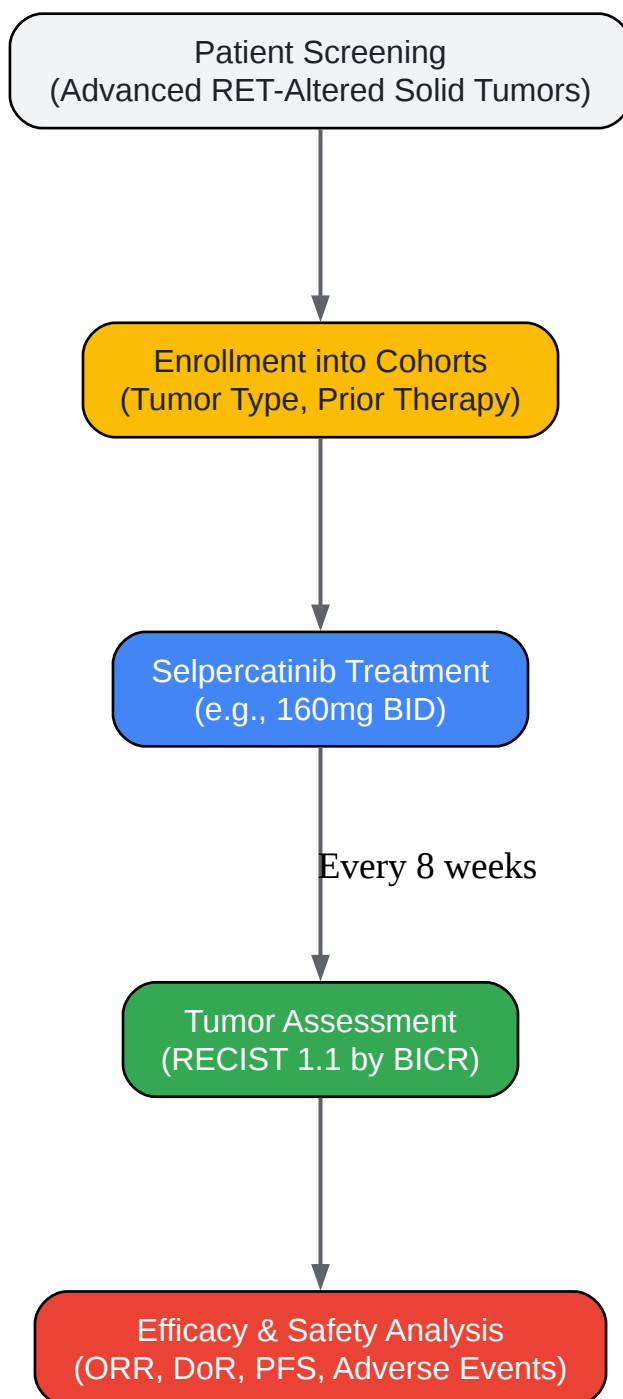 Patient Screening
(Advanced RET-Altered Solid Tumors)
Enrollment into Cohorts
(Tumor Type, Prior Therapy)
Selpercatinib Treatment
(e.g., 160mg BID)
Every 8 weeks
Tumor Assessment
(RECIST 1.1 by BICR)
Efficacy & Safety Analysis
(ORR, DoR, PFS, Adverse Events)